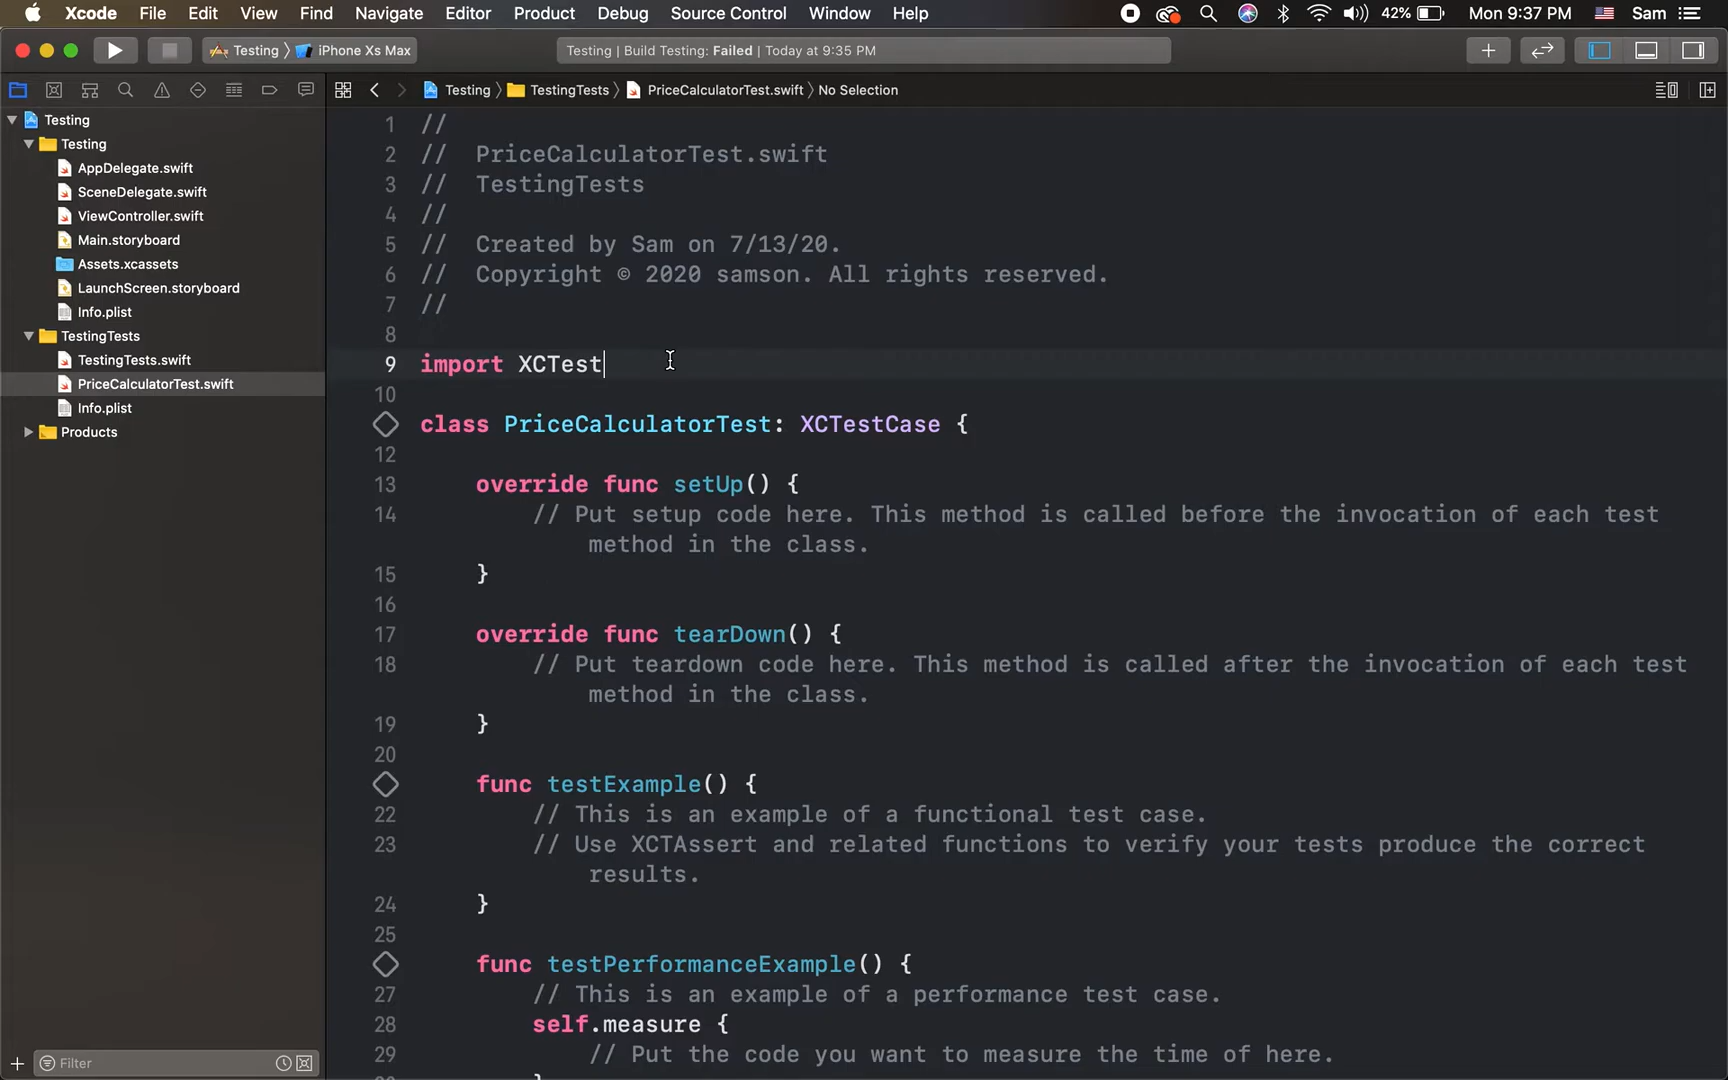 Xcode File Edit View Find Navigate Editor Product Debug Source Control Window Help 42% Mon 9:37 PM Sam
Testing iPhone Xs Max Testing | Build Testing: Failed | Today at 9:35 PM
Testing TestingTests PriceCalculatorTest.swift No Selection
Testing
Testing
AppDelegate.swift
SceneDelegate.swift
ViewController.swift
Main.storyboard
Assets.xcassets
LaunchScreen.storyboard
Info.plist
TestingTests
TestingTests.swift
PriceCalculatorTest.swift
Info.plist
Products
Filter
1 //
2 // PriceCalculatorTest.swift
3 // TestingTests
4 //
5 // Created by Sam on 7/13/20.
6 // Copyright © 2020 samson. All rights reserved.
7 //
8
9 import XCTest
10
class PriceCalculatorTest: XCTestCase {
12
13 override func setUp() {
14 // Put setup code here. This method is called before the invocation of each test
method in the class.
15 }
16
17 override func tearDown() {
18 // Put teardown code here. This method is called after the invocation of each test
method in the class.
19 }
20
func testExample() {
22 // This is an example of a functional test case.
23 // Use XCTAssert and related functions to verify your tests produce the correct
results.
24 }
25
func testPerformanceExample() {
27 // This is an example of a performance test case.
28 self.measure {
29 // Put the code you want to measure the time of here.